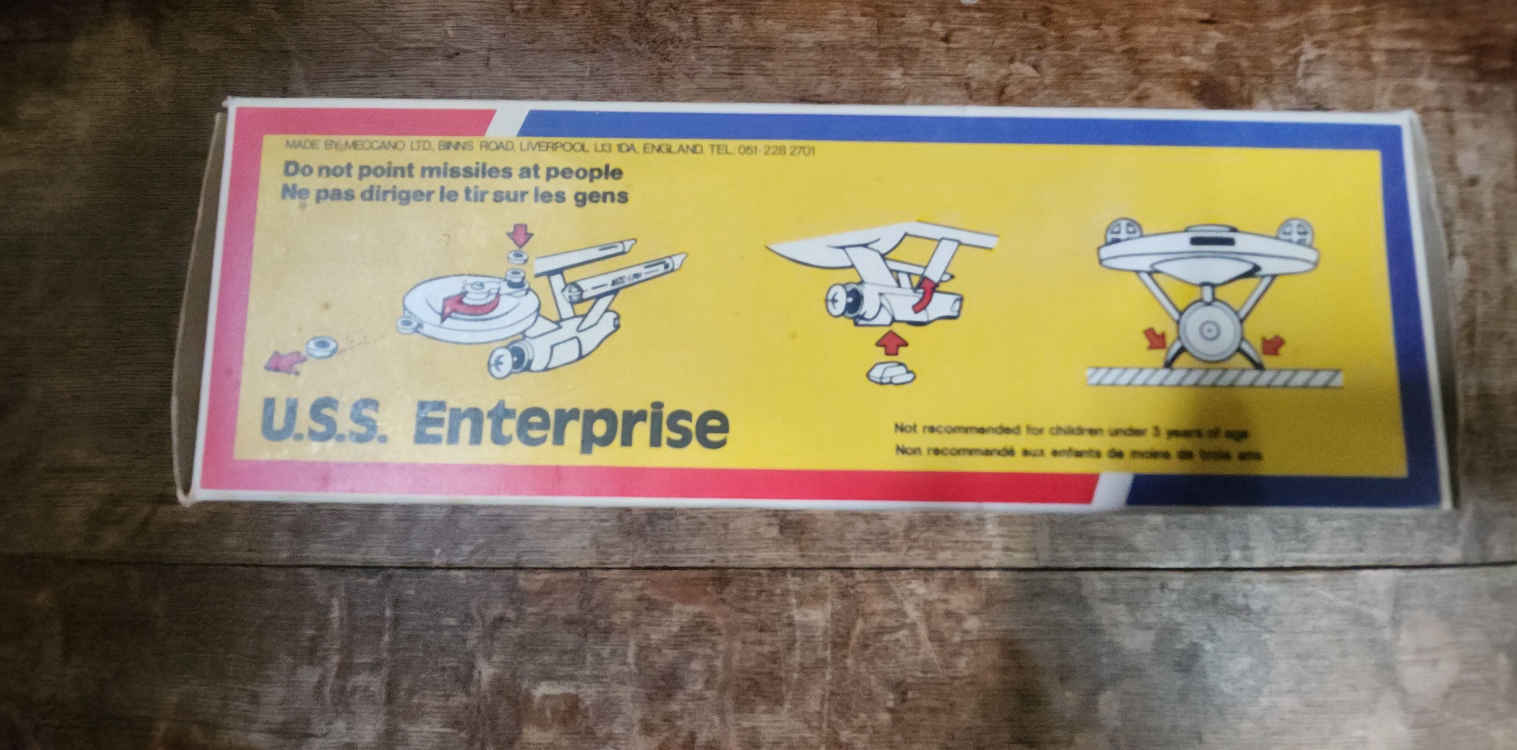 MADE BY MECCANO LTD., BINNS ROAD, LIVERPOOL L13 1DA, ENGLAND. TEL. 051-228 2701
Do not point missiles at people
Ne pas diriger le tir sur les gens
U.S.S. Enterprise
Not recommended for children under 3 years of age
Non recommandé aux enfants de moins de trois ans